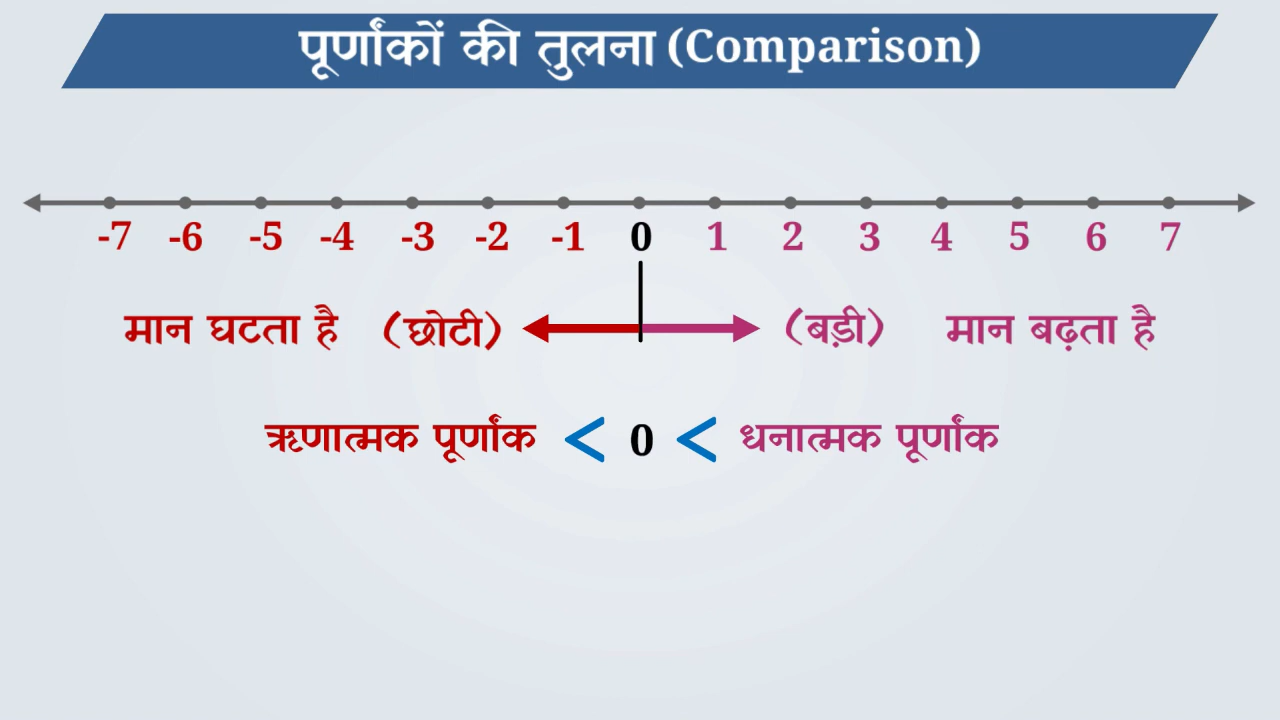 पूर्णांकों की तुलना (Comparison)
-7 -6 -5 -4 -3 -2 -1 0 1 2 3 4 5 6 7
मान घटता है (छोटी) (बड़ी) मान बढ़ता है
ऋणात्मक पूर्णांक < 0 < धनात्मक पूर्णांक